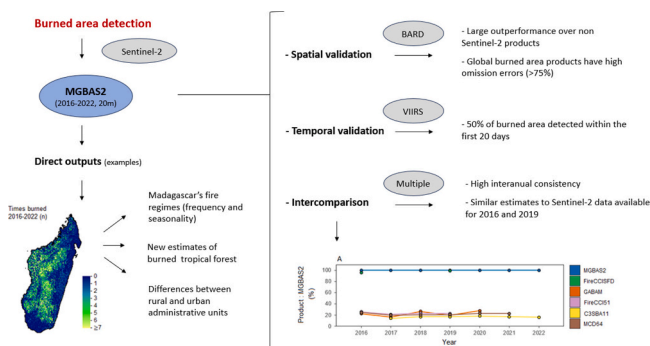 Burned area detection
Sentinel-2
MGBAS2
(2016-2022, 20m)
Direct outputs (examples)
Times burned
2016-2022 (n)
0
1
2
3
4
5
6
≥7
Madagascar's fire
regimes (frequency and
seasonality)
New estimates of
burned tropical forest
Differences between
rural and urban
administrative units
BARD
- Spatial validation
- Large outperformance over non
Sentinel-2 products
- Global burned area products have high
omission errors (>75%)
VIIRS
- Temporal validation
- 50% of burned area detected within the
first 20 days
Multiple
- Intercomparison
- High interanual consistency
- Similar estimates to Sentinel-2 data available
for 2016 and 2019
A
Product : MGBAS2
(%)
100
80
60
40
20
0
2016 2017 2018 2019 2020 2021 2022
Year
MGBAS2
FireCCISFD
GABAM
FireCCI51
C3SBA11
MCD64